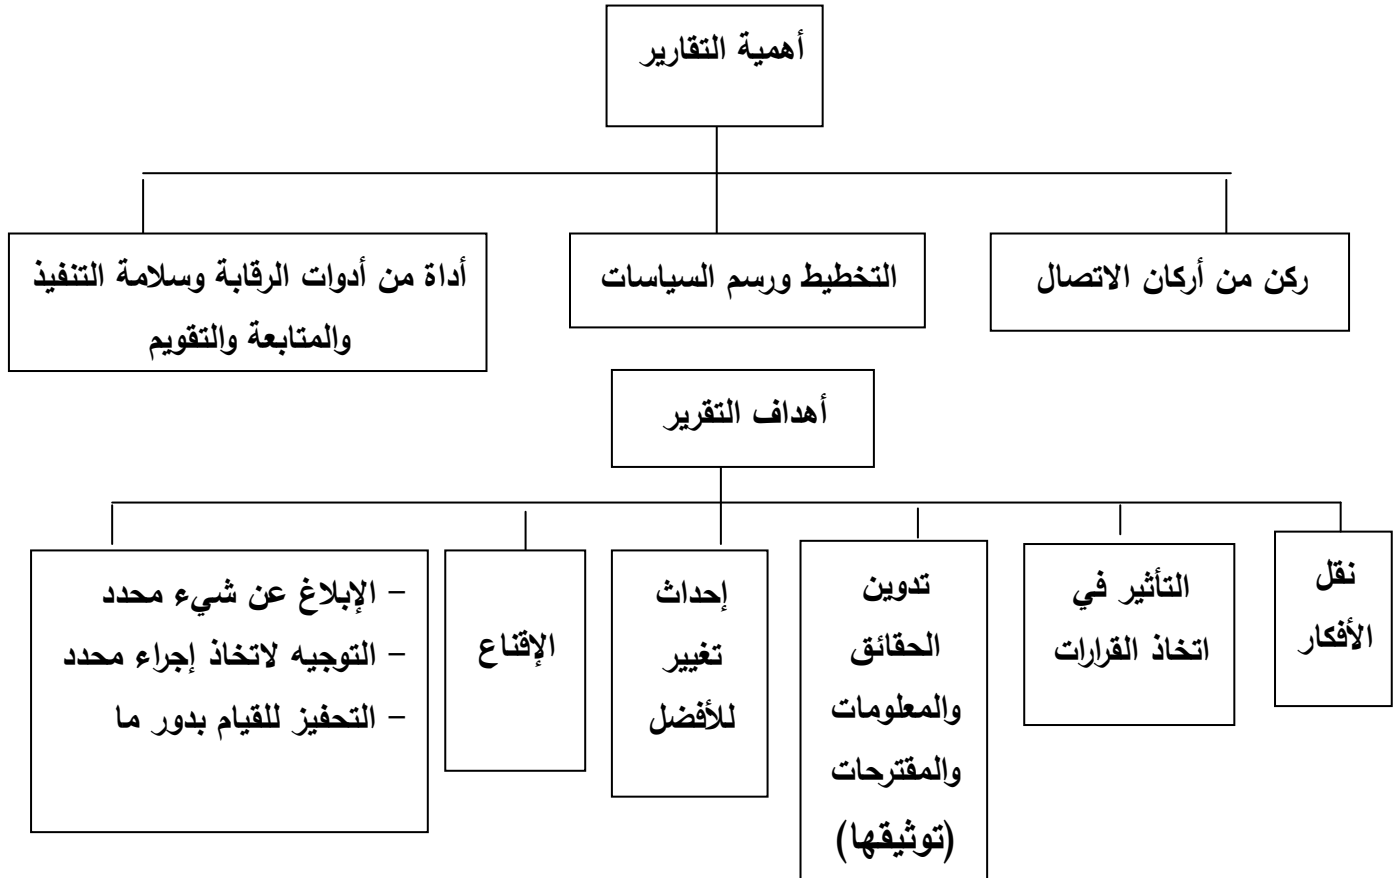 أهمية التقارير
ركن من أركان الاتصال
التخطيط ورسم السياسات
أداة من أدوات الرقابة وسلامة التنفيذ
والمتابعة والتقويم
أهداف التقرير
نقل
الأفكار
التأثير في
اتخاذ القرارات
تدوين
الحقائق
والمعلومات
والمقترحات
(توثيقها)
إحداث
تغيير
للأفضل
الإقناع
- الإبلاغ عن شيء محدد
- التوجيه لاتخاذ إجراء محدد
- التحفيز للقيام بدور ما